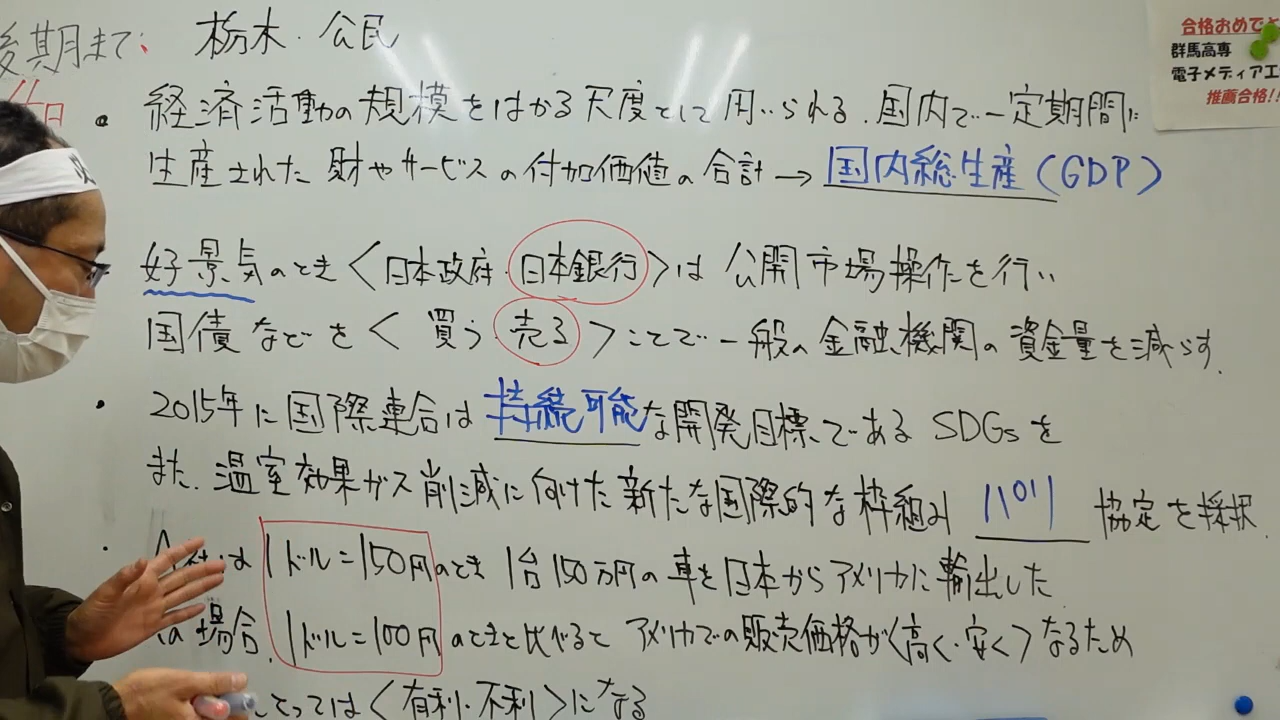 後期まで、
栃木・公民
合格おめでと
群馬高専
電子メディア工
推薦合格!!
・経済活動の規模をはかる尺度として用いられる、国内で一定期間に
生産された財やサービスの付加価値の合計→国内総生産(GDP)
好景気のとき〈日本政府・日本銀行〉は公開市場操作を行い
国債などを〈買う・売る〉ことで一般の金融機関の資金量を減らす。
・2015年に国際連合は持続可能な開発目標であるSDGsを
また、温室効果ガス削減に向けた新たな国際的な枠組みパリ協定を採択
・A社は1ドル=150円のとき1台150万円の車を日本からアメリカに輸出した
場合、1ドル=100円のときと比べるとアメリカでの販売価格が〈高く・安く〉なるため
とっては〈有利・不利〉になる